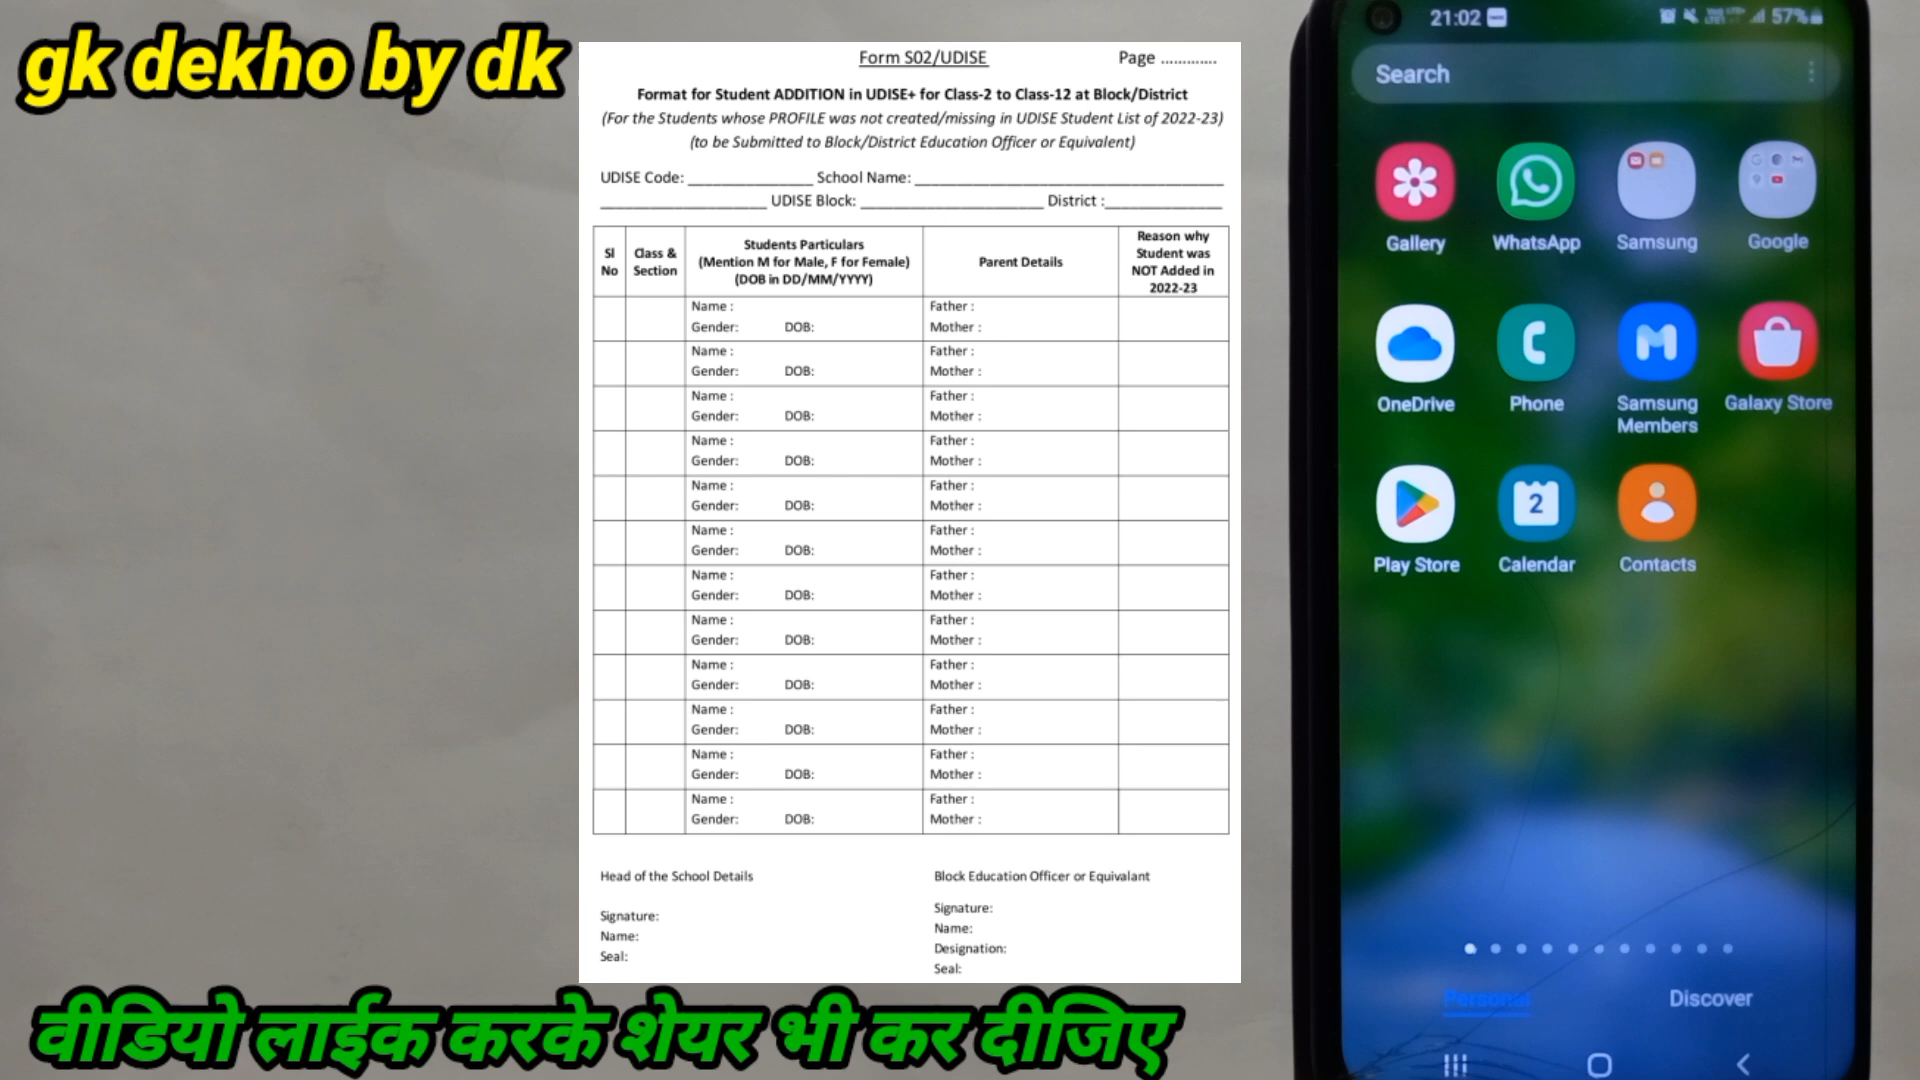 gk dekho by dk
Form S02/UDISE
Page .............
Format for Student ADDITION in UDISE+ for Class-2 to Class-12 at Block/District
(For the Students whose PROFILE was not created/missing in UDISE Student List of 2022-23)
(to be Submitted to Block/District Education Officer or Equivalent)
UDISE Code: _______________ School Name: ______________________________
________________ UDISE Block: __________________ District :____________
Sl No
Class & Section
Students Particulars
(Mention M for Male, F for Female)
(DOB in DD/MM/YYYY)
Parent Details
Reason why Student was NOT Added in 2022-23
Name : Father :
Gender: DOB: Mother :
Name : Father :
Gender: DOB: Mother :
Name : Father :
Gender: DOB: Mother :
Name : Father :
Gender: DOB: Mother :
Name : Father :
Gender: DOB: Mother :
Name : Father :
Gender: DOB: Mother :
Name : Father :
Gender: DOB: Mother :
Name : Father :
Gender: DOB: Mother :
Name : Father :
Gender: DOB: Mother :
Name : Father :
Gender: DOB: Mother :
Name : Father :
Gender: DOB: Mother :
Name : Father :
Gender: DOB: Mother :
Head of the School Details
Signature:
Name:
Seal:
Block Education Officer or Equivalant
Signature:
Name:
Designation:
Seal:
वीडियो लाईक करके शेयर भी कर दीजिए
21:02
57%
Search
Gallery WhatsApp Samsung Google
OneDrive Phone Samsung Members Galaxy Store
2
Play Store Calendar Contacts
Personal Discover